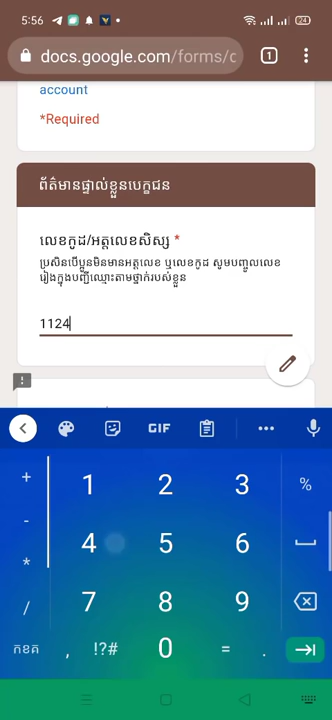 5:56
24
docs.google.com/forms/d
1
account
*Required
ព័ត៌មានផ្ទាល់ខ្លួនបេក្ខជន
លេខកូដ/អត្តលេខសិស្ស *
ប្រសិនបើប្អូនមិនមានអត្តលេខ ឬលេខកូដ សូមបញ្ចូលលេខ
រៀងក្នុងបញ្ជីឈ្មោះតាមថ្នាក់របស់ខ្លួន
1124
GIF
+ 1 2 3 %
- 4 5 6
* 7 8 9
/
កខគ , !?# 0 = .